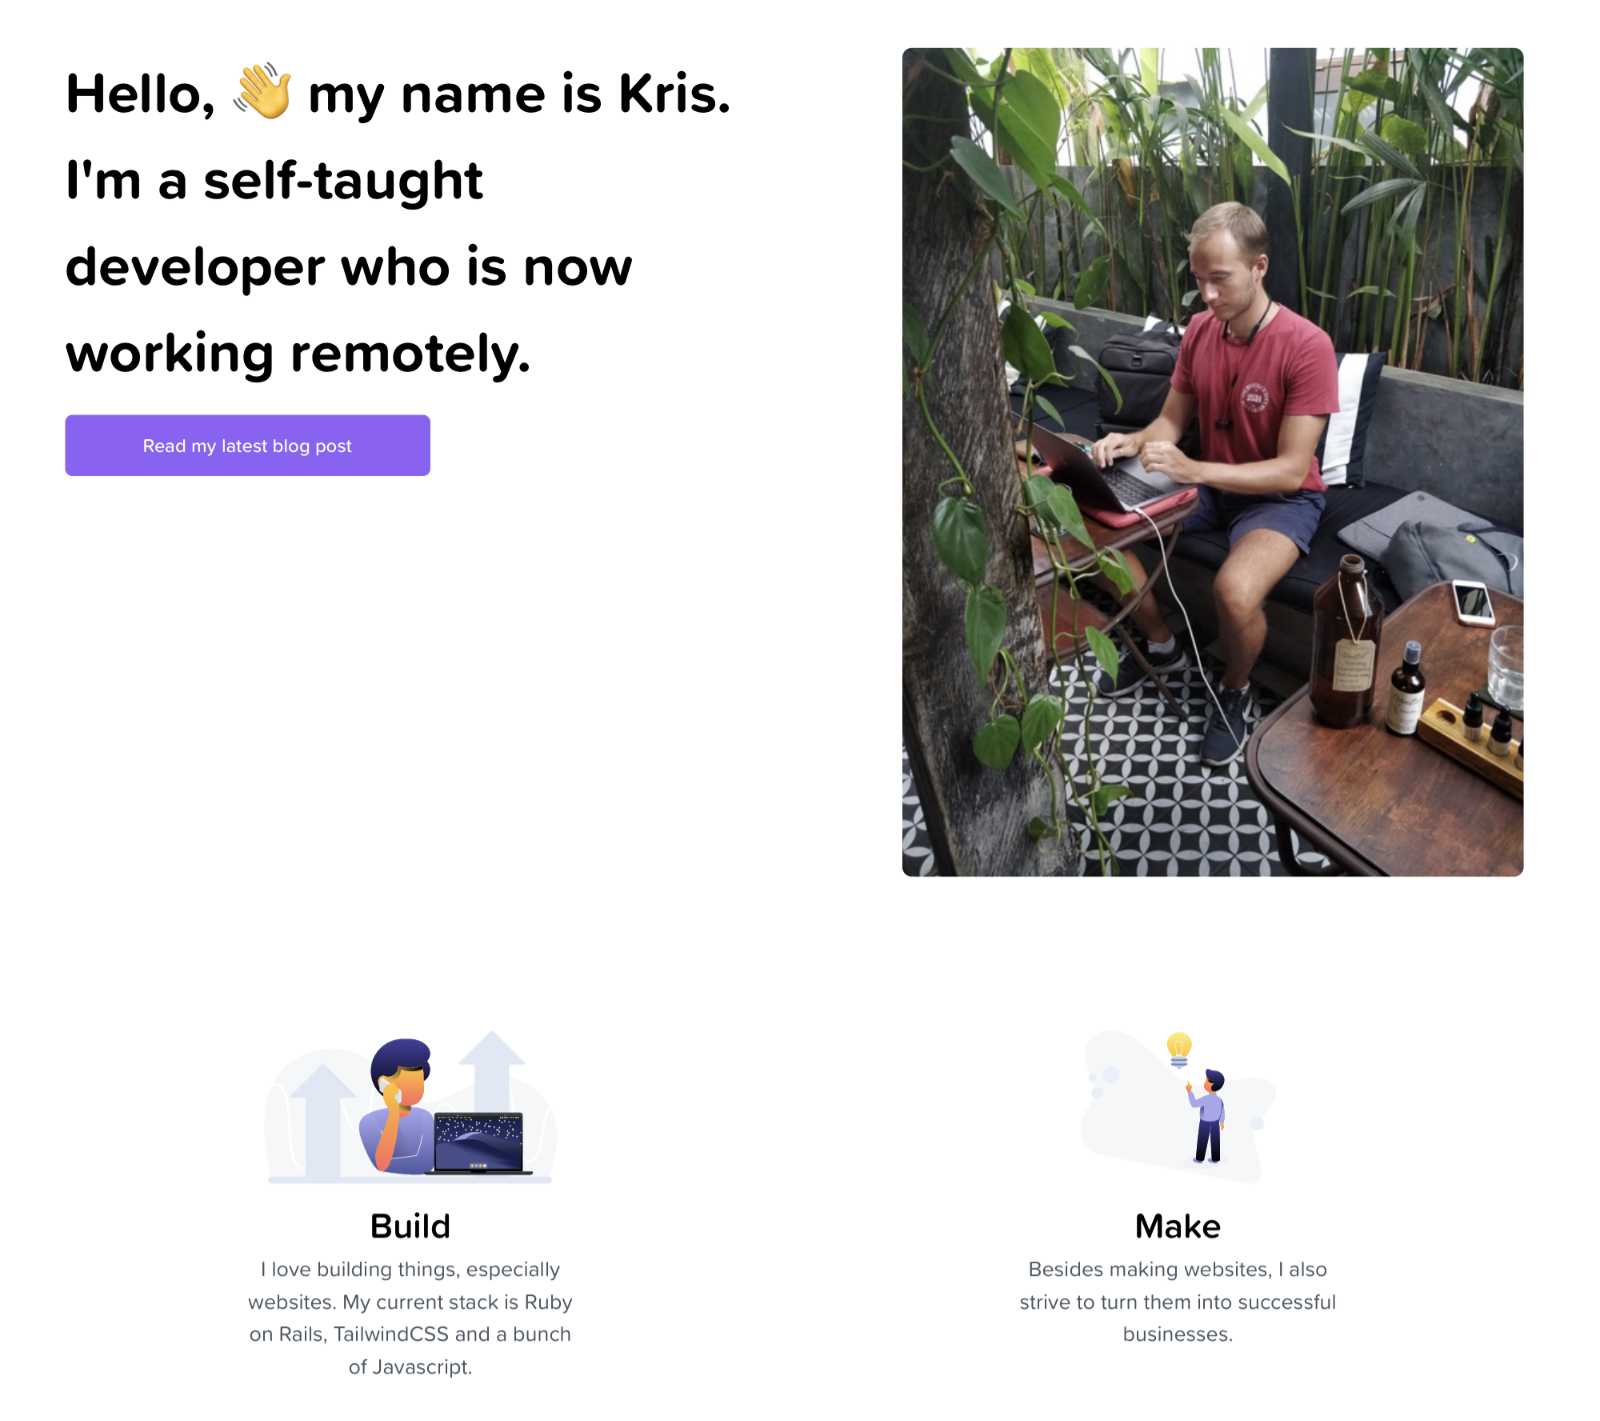 Hello, 👋 my name is Kris.
I'm a self-taught
developer who is now
working remotely.
Read my latest blog post
Build
I love building things, especially
websites. My current stack is Ruby
on Rails, TailwindCSS and a bunch
of Javascript.
Make
Besides making websites, I also
strive to turn them into successful
businesses.